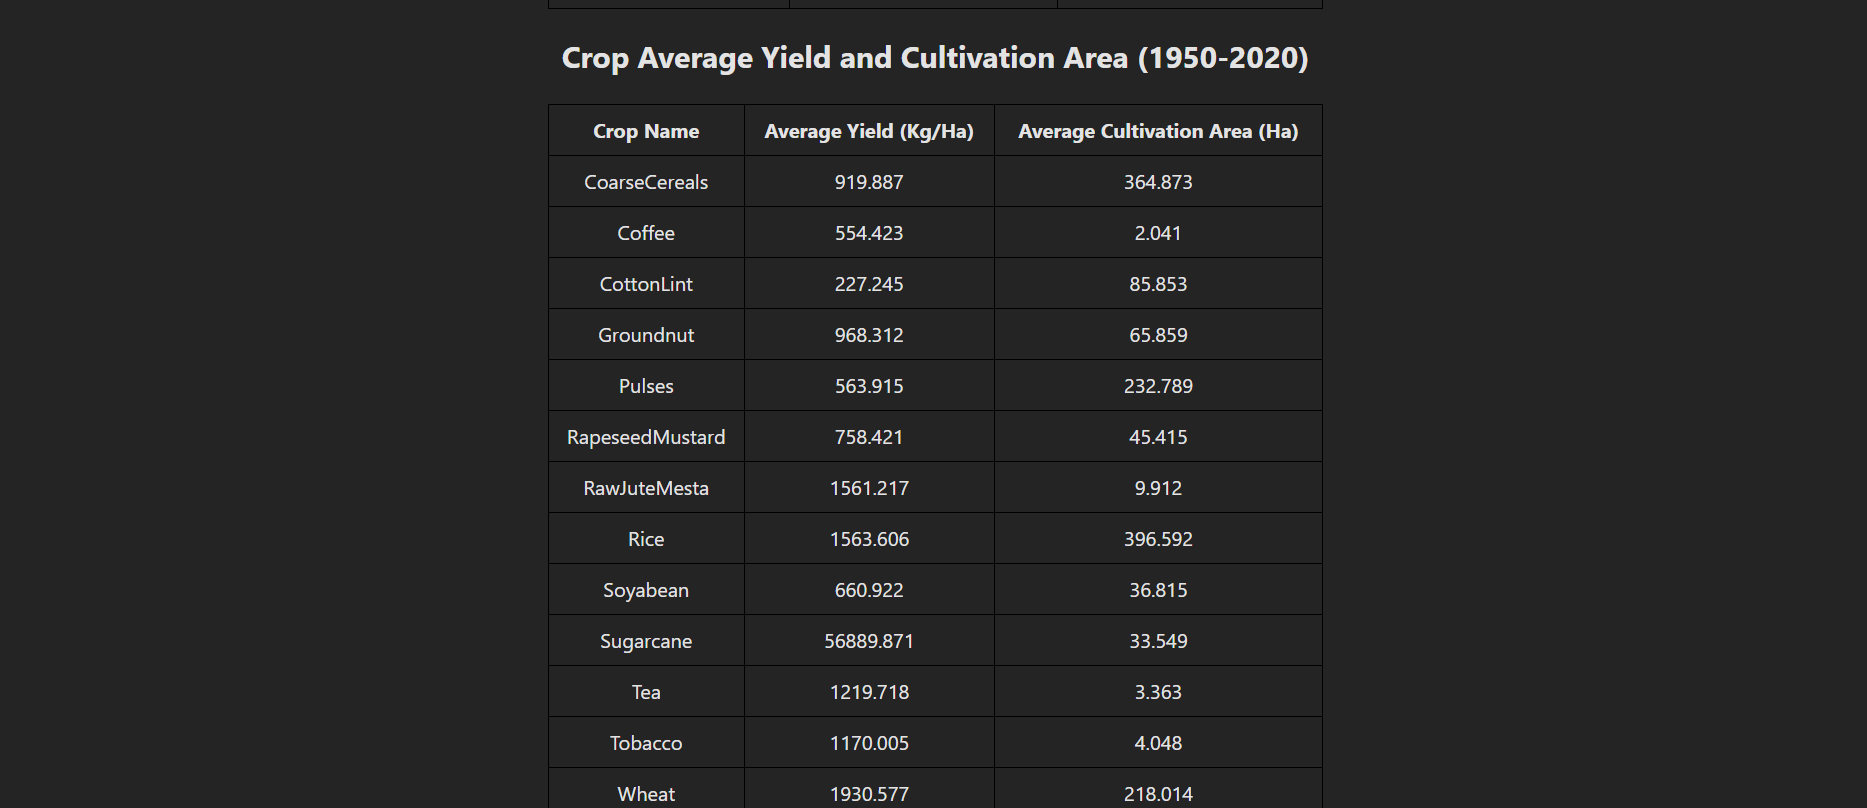 Crop Average Yield and Cultivation Area (1950-2020)
Crop Name Average Yield (Kg/Ha) Average Cultivation Area (Ha)
CoarseCereals 919.887 364.873
Coffee 554.423 2.041
CottonLint 227.245 85.853
Groundnut 968.312 65.859
Pulses 563.915 232.789
RapeseedMustard 758.421 45.415
RawJuteMesta 1561.217 9.912
Rice 1563.606 396.592
Soyabean 660.922 36.815
Sugarcane 56889.871 33.549
Tea 1219.718 3.363
Tobacco 1170.005 4.048
Wheat 1930.577 218.014